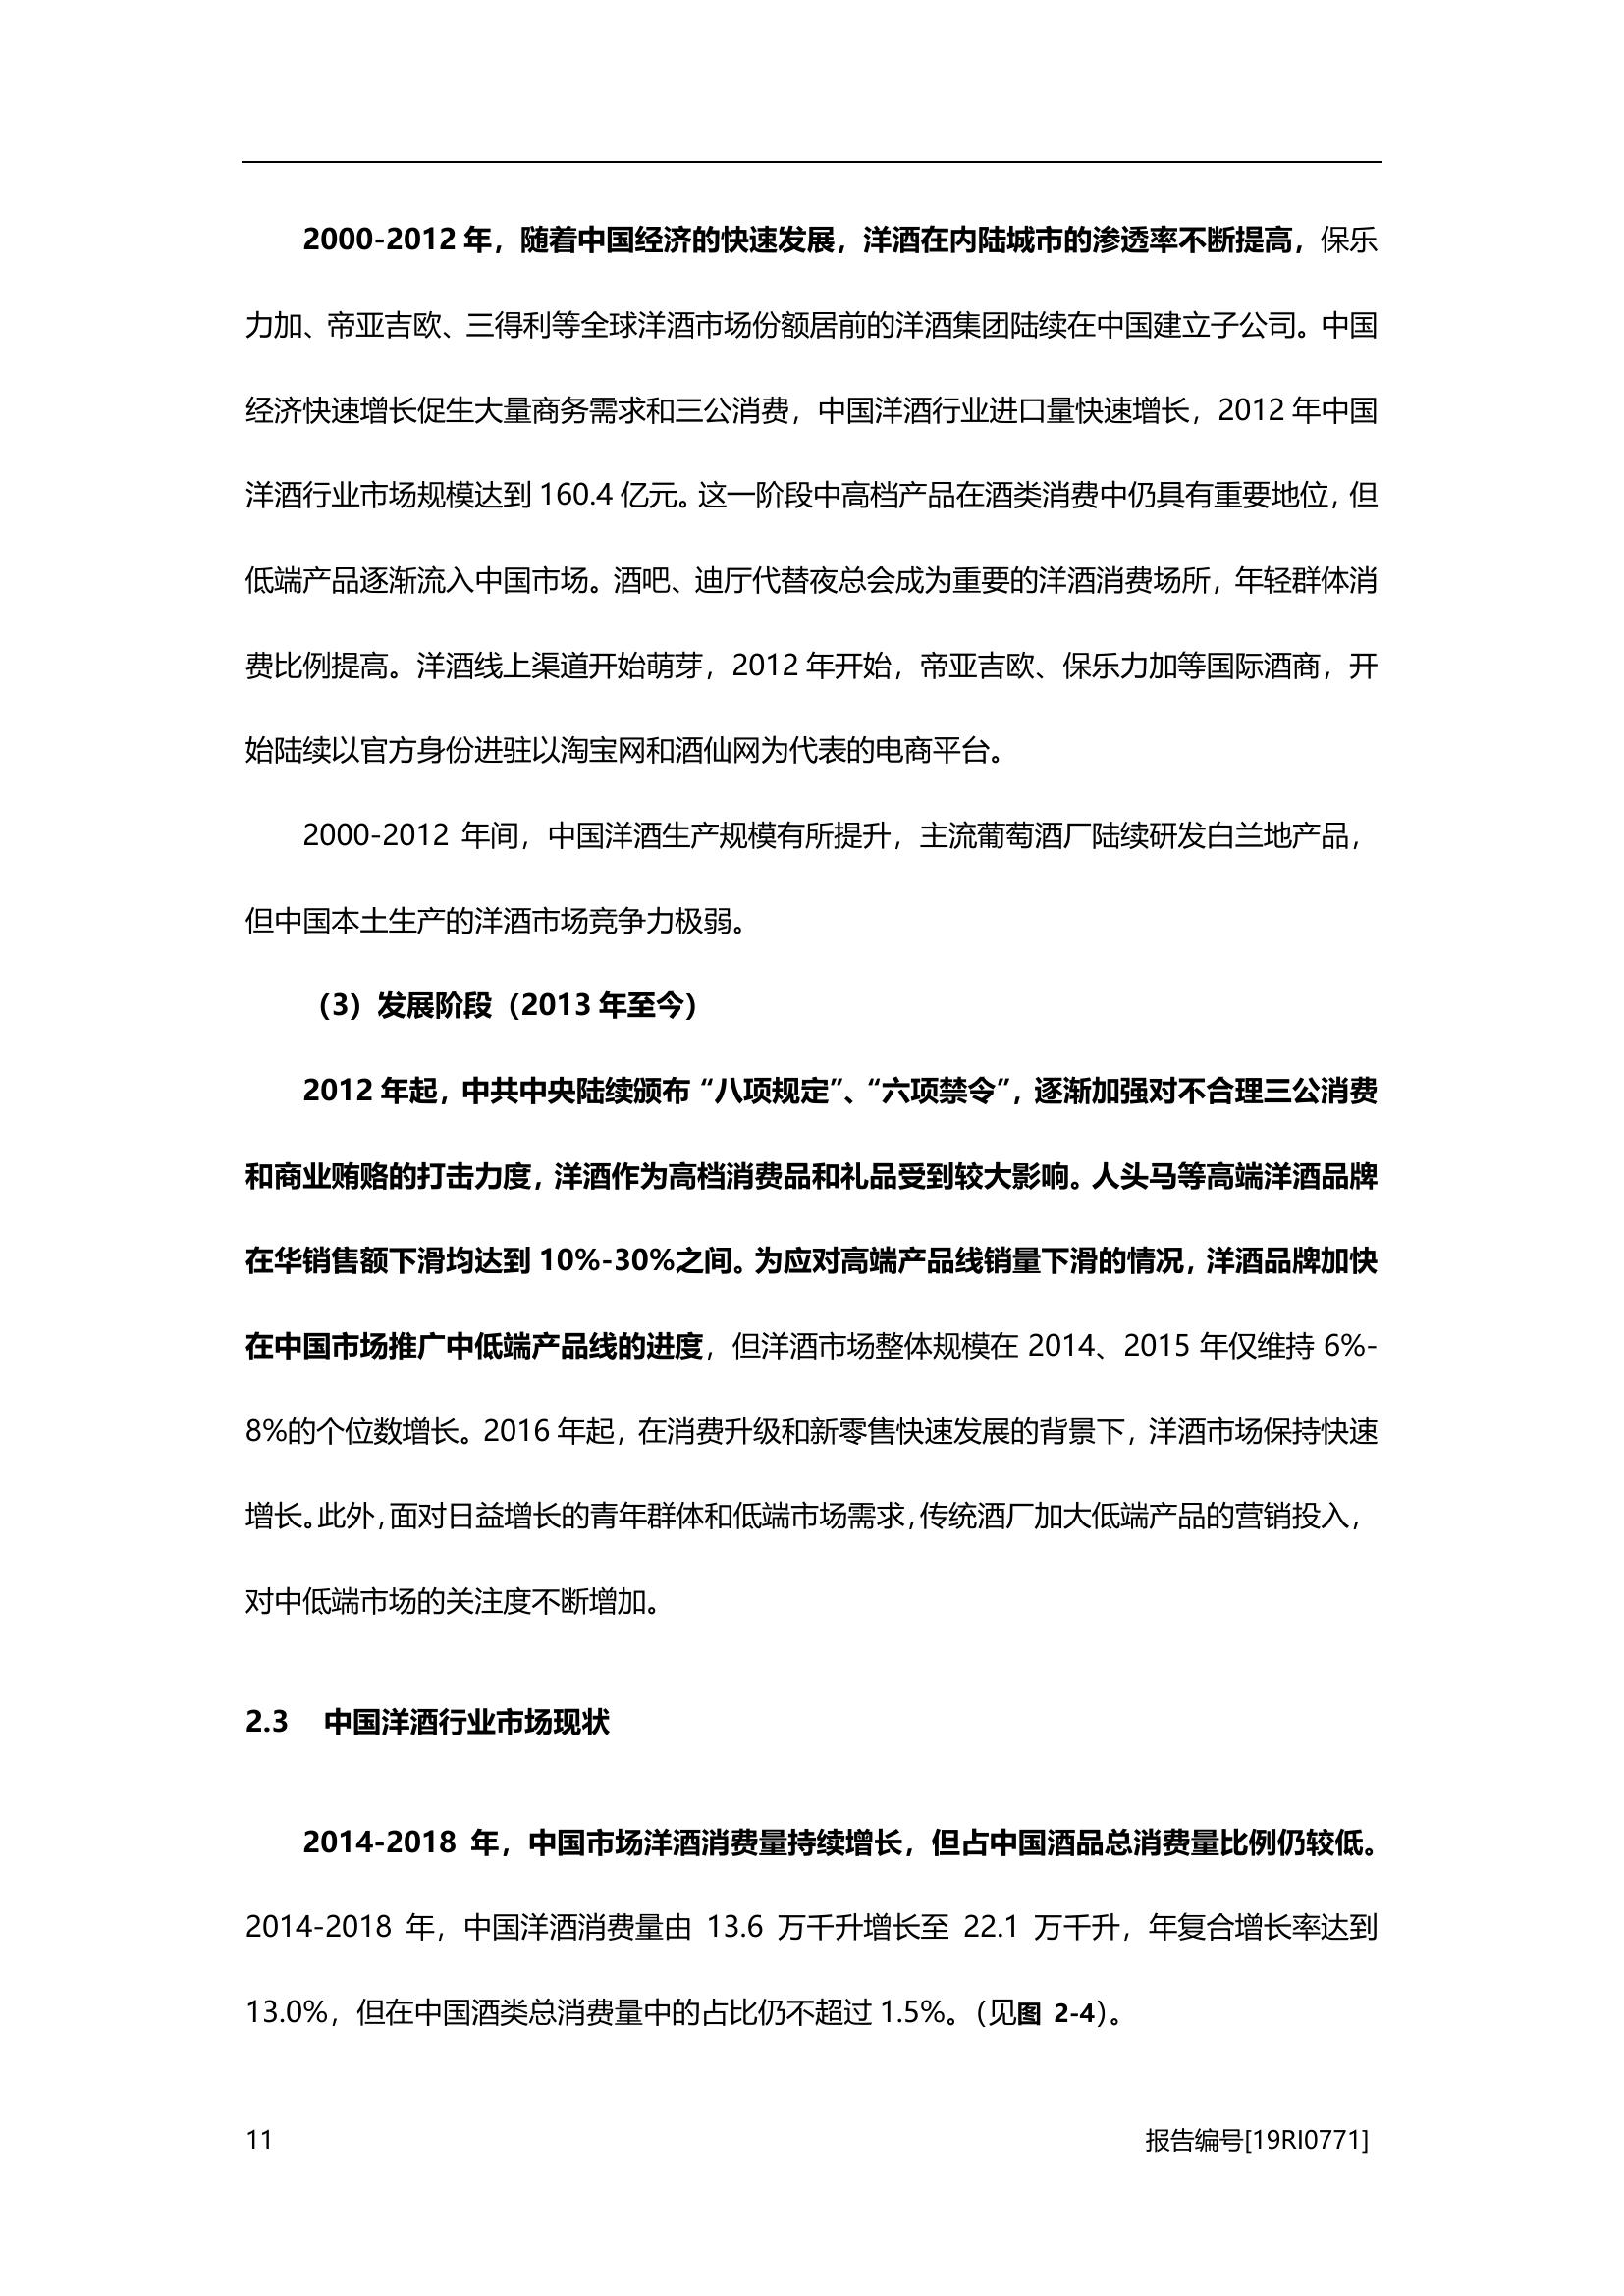 2000-2012 年，随着中国经济的快速发展，洋酒在内陆城市的渗透率不断提高，保乐
力加、帝亚吉欧、三得利等全球洋酒市场份额居前的洋酒集团陆续在中国建立子公司。中国
经济快速增长促生大量商务需求和三公消费，中国洋酒行业进口量快速增长，2012 年中国
洋酒行业市场规模达到 160.4 亿元。这一阶段中高档产品在酒类消费中仍具有重要地位，但
低端产品逐渐流入中国市场。酒吧、迪厅代替夜总会成为重要的洋酒消费场所，年轻群体消
费比例提高。洋酒线上渠道开始萌芽，2012 年开始，帝亚吉欧、保乐力加等国际酒商，开
始陆续以官方身份进驻以淘宝网和酒仙网为代表的电商平台。
2000-2012 年间，中国洋酒生产规模有所提升，主流葡萄酒厂陆续研发白兰地产品，
但中国本土生产的洋酒市场竞争力极弱。
（3）发展阶段（2013 年至今）
2012 年起，中共中央陆续颁布“八项规定”、“六项禁令”，逐渐加强对不合理三公消费
和商业贿赂的打击力度，洋酒作为高档消费品和礼品受到较大影响。人头马等高端洋酒品牌
在华销售额下滑均达到 10%-30%之间。为应对高端产品线销量下滑的情况，洋酒品牌加快
在中国市场推广中低端产品线的进度，但洋酒市场整体规模在 2014、2015 年仅维持 6%-
8%的个位数增长。2016 年起，在消费升级和新零售快速发展的背景下，洋酒市场保持快速
增长。此外，面对日益增长的青年群体和低端市场需求，传统酒厂加大低端产品的营销投入，
对中低端市场的关注度不断增加。
2.3 中国洋酒行业市场现状
2014-2018 年，中国市场洋酒消费量持续增长，但占中国酒品总消费量比例仍较低。
2014-2018 年，中国洋酒消费量由 13.6 万千升增长至 22.1 万千升，年复合增长率达到
13.0%，但在中国酒类总消费量中的占比仍不超过 1.5%。（见图 2-4）。
11 报告编号[19RI0771]